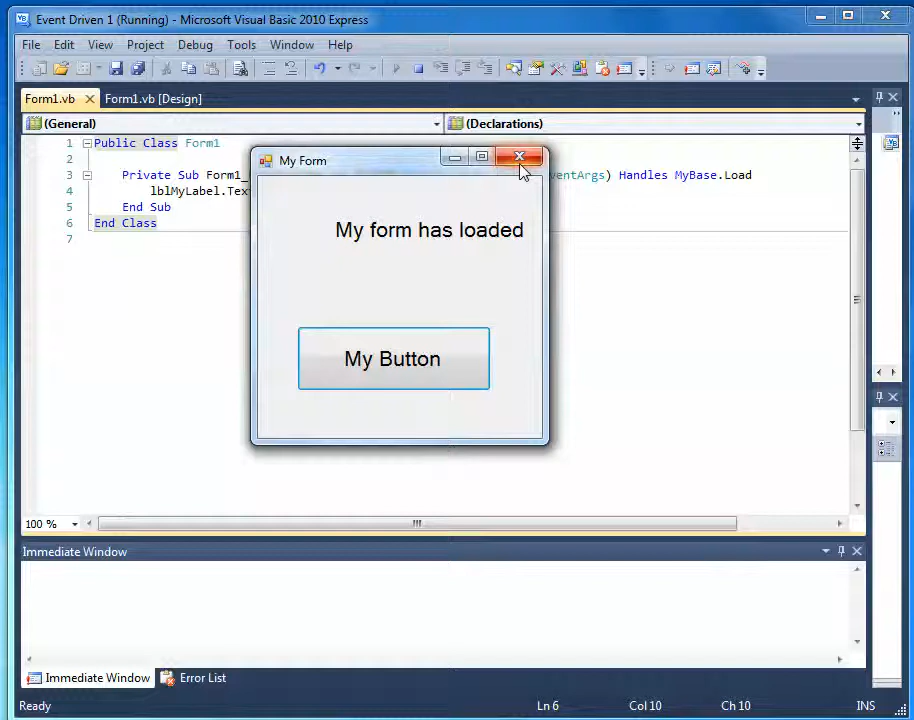 Event Driven 1 (Running) - Microsoft Visual Basic 2010 Express
File Edit View Project Debug Tools Window Help
Form1.vb Form1.vb [Design]
(General) (Declarations)
1 Public Class Form1
2
3 Private Sub Form1_ ventArgs) Handles MyBase.Load
4 lblMyLabel.Text
5 End Sub
6 End Class
7
My Form
My form has loaded
My Button
100 %
Immediate Window
Immediate Window Error List
Ready Ln 6 Col 10 Ch 10 INS